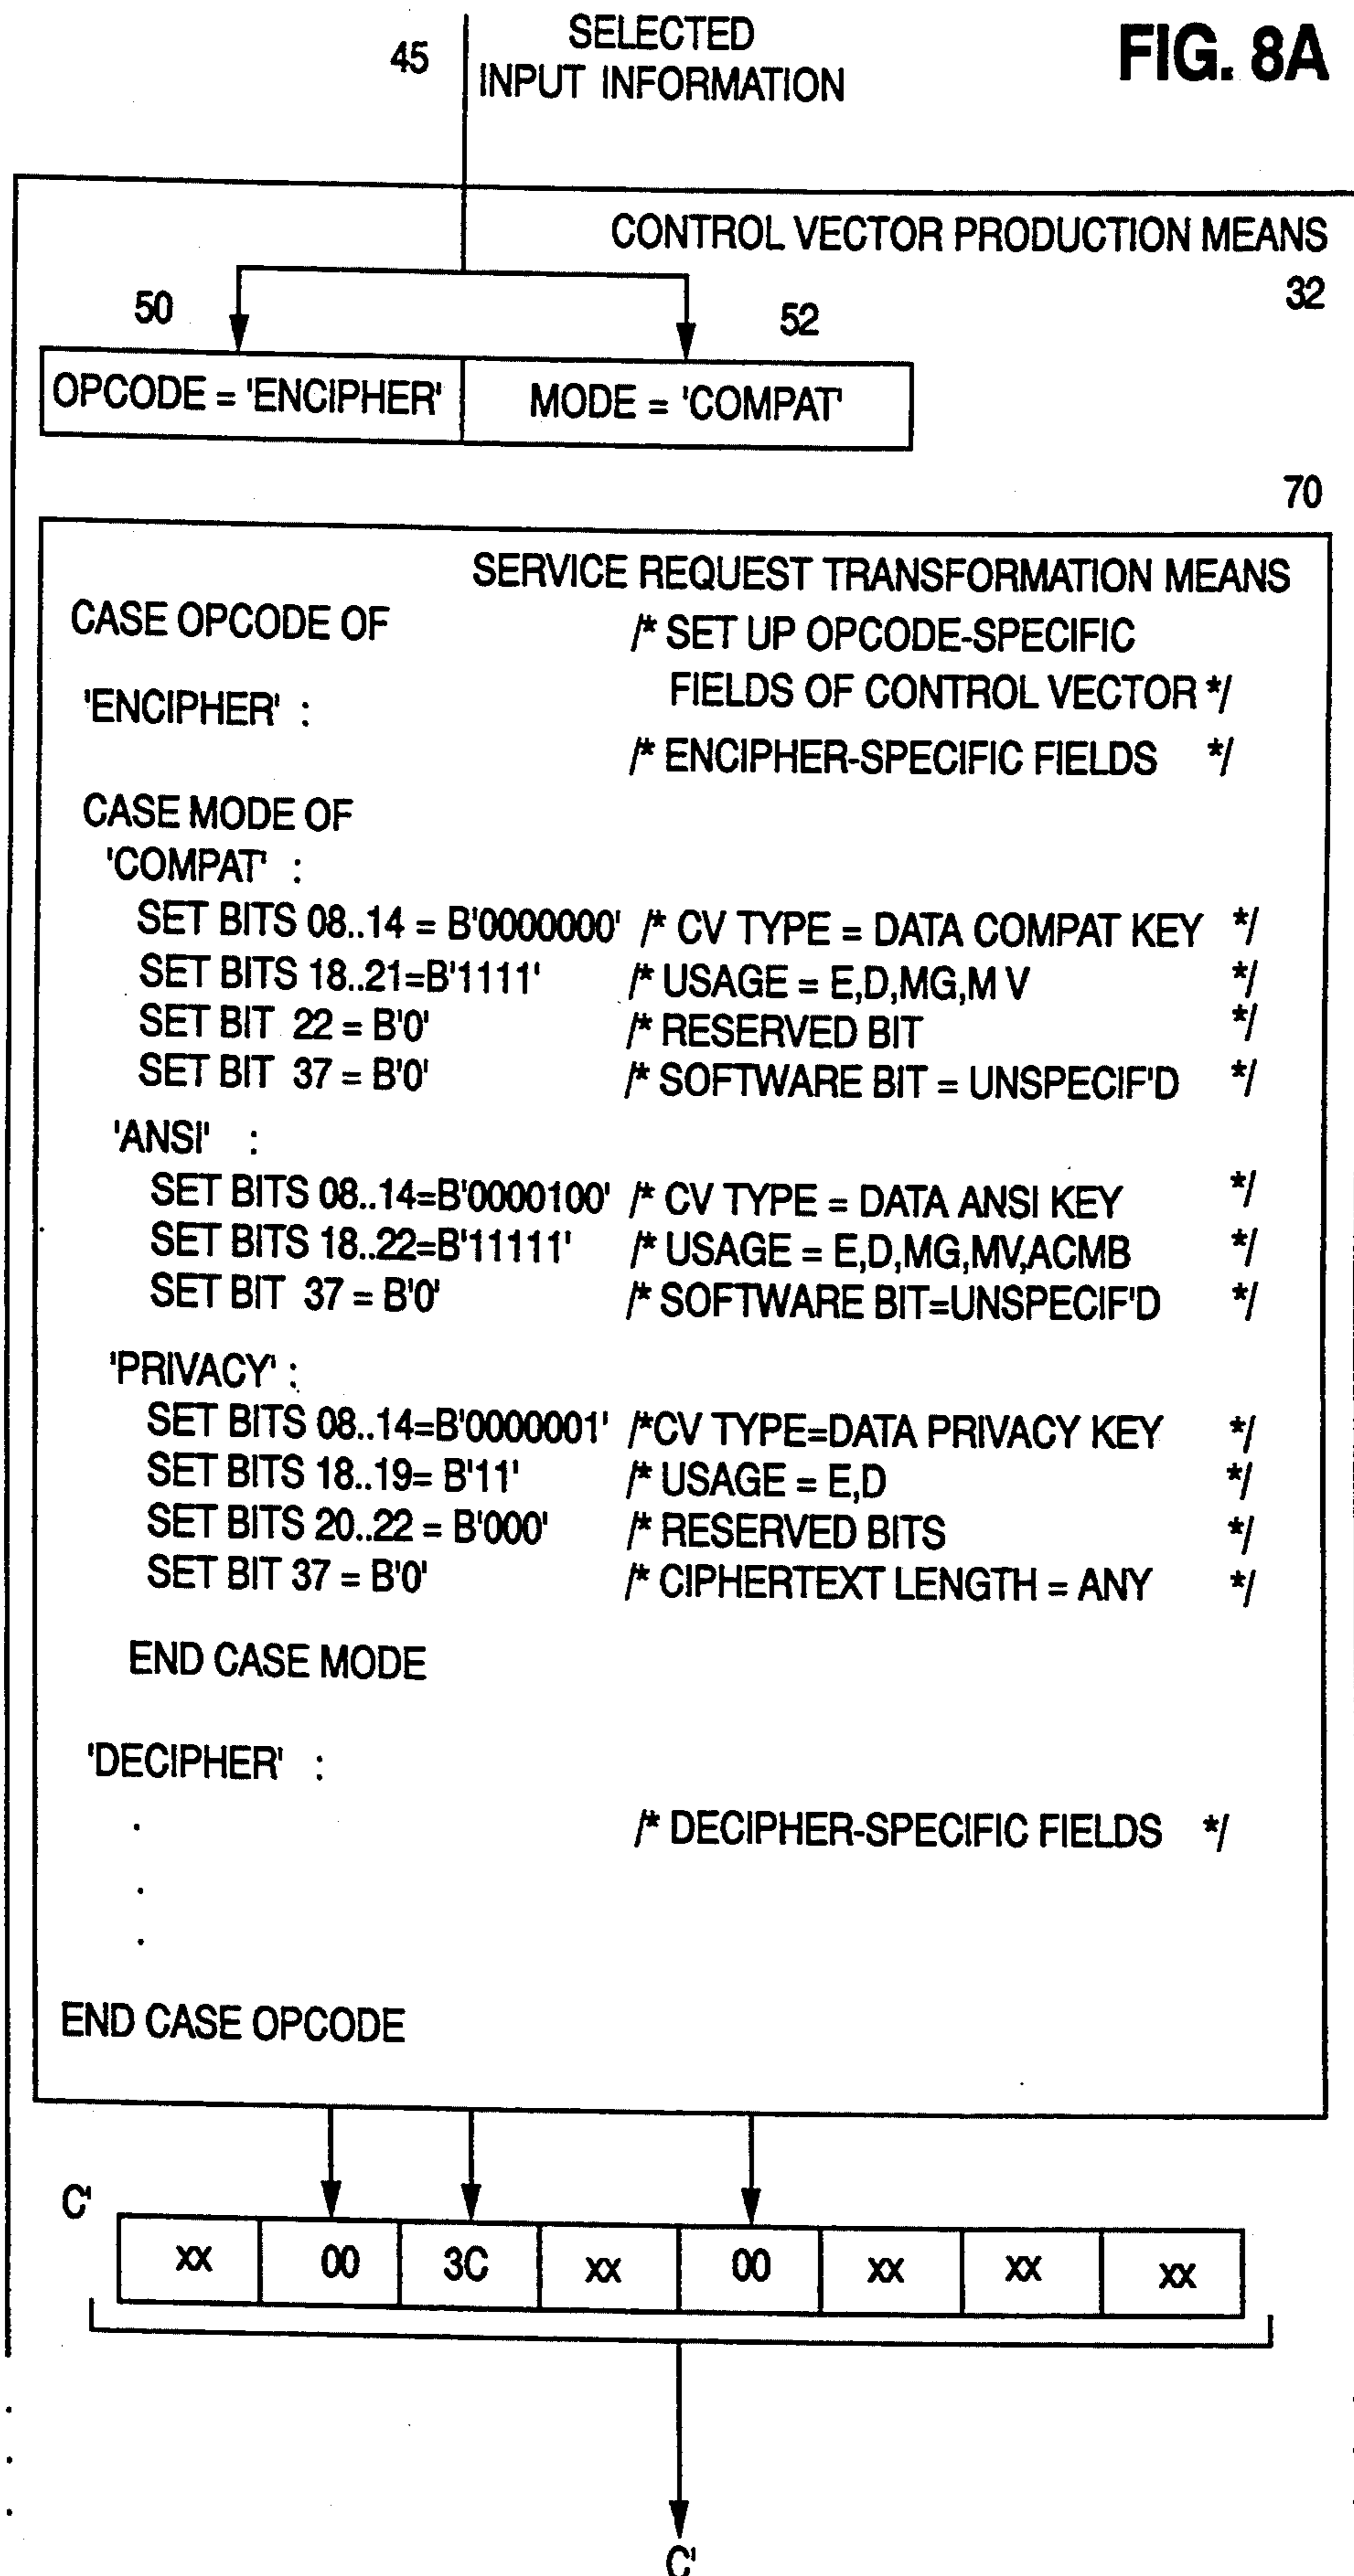 FIG. 8A
45
SELECTED
INPUT INFORMATION
CONTROL VECTOR PRODUCTION MEANS
32
50
52
OPCODE = 'ENCIPHER'
MODE = 'COMPAT'
70
SERVICE REQUEST TRANSFORMATION MEANS
CASE OPCODE OF /* SET UP OPCODE-SPECIFIC
FIELDS OF CONTROL VECTOR */
'ENCIPHER' :
/* ENCIPHER-SPECIFIC FIELDS */
CASE MODE OF
'COMPAT' :
SET BITS 08..14 = B'0000000' /* CV TYPE = DATA COMPAT KEY */
SET BITS 18..21=B'1111' /* USAGE = E,D,MG,M V */
SET BIT 22 = B'0' /* RESERVED BIT */
SET BIT 37 = B'0' /* SOFTWARE BIT = UNSPECIF'D */
'ANSI' :
SET BITS 08..14=B'0000100' /* CV TYPE = DATA ANSI KEY */
SET BITS 18..22=B'11111' /* USAGE = E,D,MG,MV,ACMB */
SET BIT 37 = B'0' /* SOFTWARE BIT=UNSPECIF'D */
'PRIVACY' :
SET BITS 08..14=B'0000001' /*CV TYPE=DATA PRIVACY KEY */
SET BITS 18..19= B'11' /* USAGE = E,D */
SET BITS 20..22 = B'000' /* RESERVED BITS */
SET BIT 37 = B'0' /* CIPHERTEXT LENGTH = ANY */
END CASE MODE
'DECIPHER' :
. /* DECIPHER-SPECIFIC FIELDS */
.
.
END CASE OPCODE
C'
xx 00 3C xx 00 xx xx xx
C'